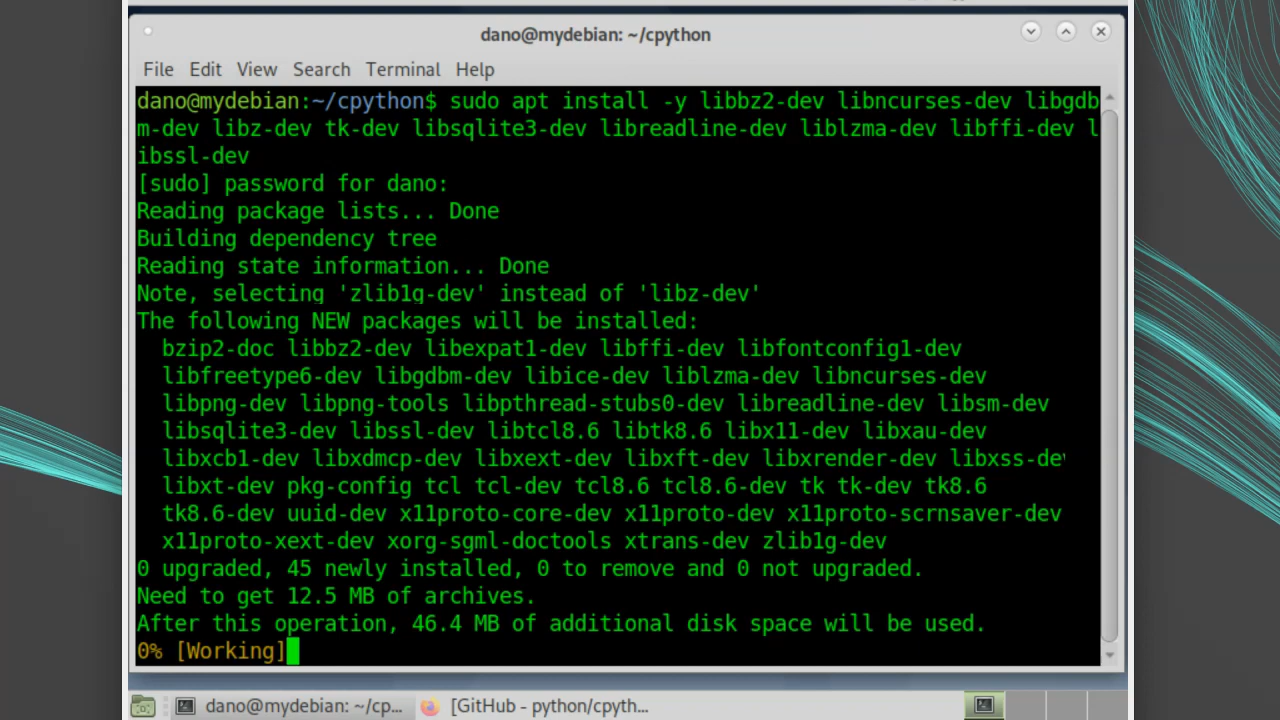 dano@mydebian: ~/cpython
File Edit View Search Terminal Help
dano@mydebian:~/cpython$ sudo apt install -y libbz2-dev libncurses-dev libgdb
m-dev libz-dev tk-dev libsqlite3-dev libreadline-dev liblzma-dev libffi-dev l
ibssl-dev
[sudo] password for dano:
Reading package lists... Done
Building dependency tree
Reading state information... Done
Note, selecting 'zlib1g-dev' instead of 'libz-dev'
The following NEW packages will be installed:
bzip2-doc libbz2-dev libexpat1-dev libffi-dev libfontconfig1-dev
libfreetype6-dev libgdbm-dev libice-dev liblzma-dev libncurses-dev
libpng-dev libpng-tools libpthread-stubs0-dev libreadline-dev libsm-dev
libsqlite3-dev libssl-dev libtcl8.6 libtk8.6 libx11-dev libxau-dev
libxcb1-dev libxdmcp-dev libxext-dev libxft-dev libxrender-dev libxss-dev
libxt-dev pkg-config tcl tcl-dev tcl8.6 tcl8.6-dev tk tk-dev tk8.6
tk8.6-dev uuid-dev x11proto-core-dev x11proto-dev x11proto-scrnsaver-dev
x11proto-xext-dev xorg-sgml-doctools xtrans-dev zlib1g-dev
0 upgraded, 45 newly installed, 0 to remove and 0 not upgraded.
Need to get 12.5 MB of archives.
After this operation, 46.4 MB of additional disk space will be used.
0% [Working]
dano@mydebian: ~/cp... [GitHub - python/cpyth...